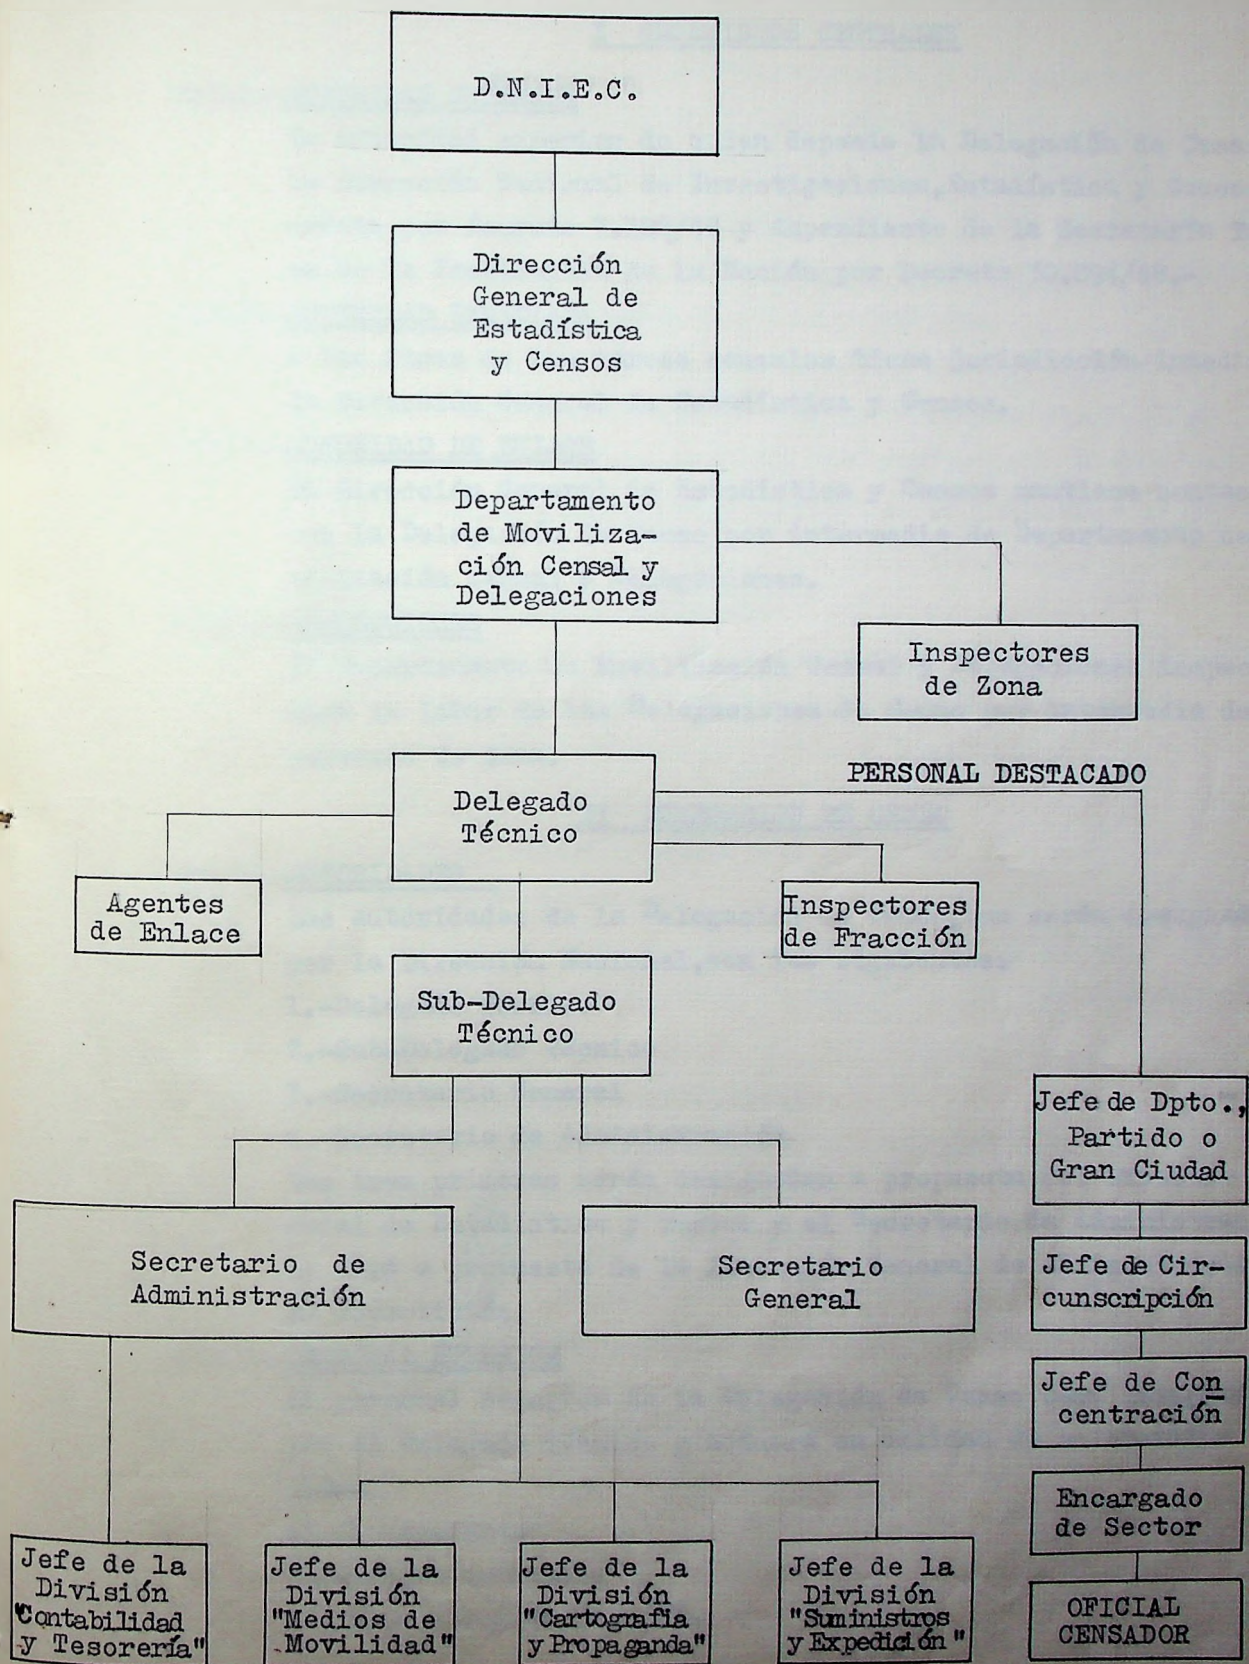 D.N.I.E.C.
Dirección
General de
Estadística
y Censos
Departamento
de Moviliza-
ción Censal y
Delegaciones
Inspectores
de Zona
Delegado
Técnico
PERSONAL DESTACADO
Agentes
de Enlace
Inspectores
de Fracción
Sub-Delegado
Técnico
Jefe de Dpto.,
Partido o
Gran Ciudad
Secretario de
Administración
Secretario
General
Jefe de Cir-
cunscripción
Jefe de Con
centración
Encargado
de Sector
Jefe de la
División
"Contabilidad
y Tesorería"
Jefe de la
División
"Medios de
Movilidad"
Jefe de la
División
"Cartografia
y Propaganda"
Jefe de la
División
"Suministros
y Expedición"
OFICIAL
CENSADOR